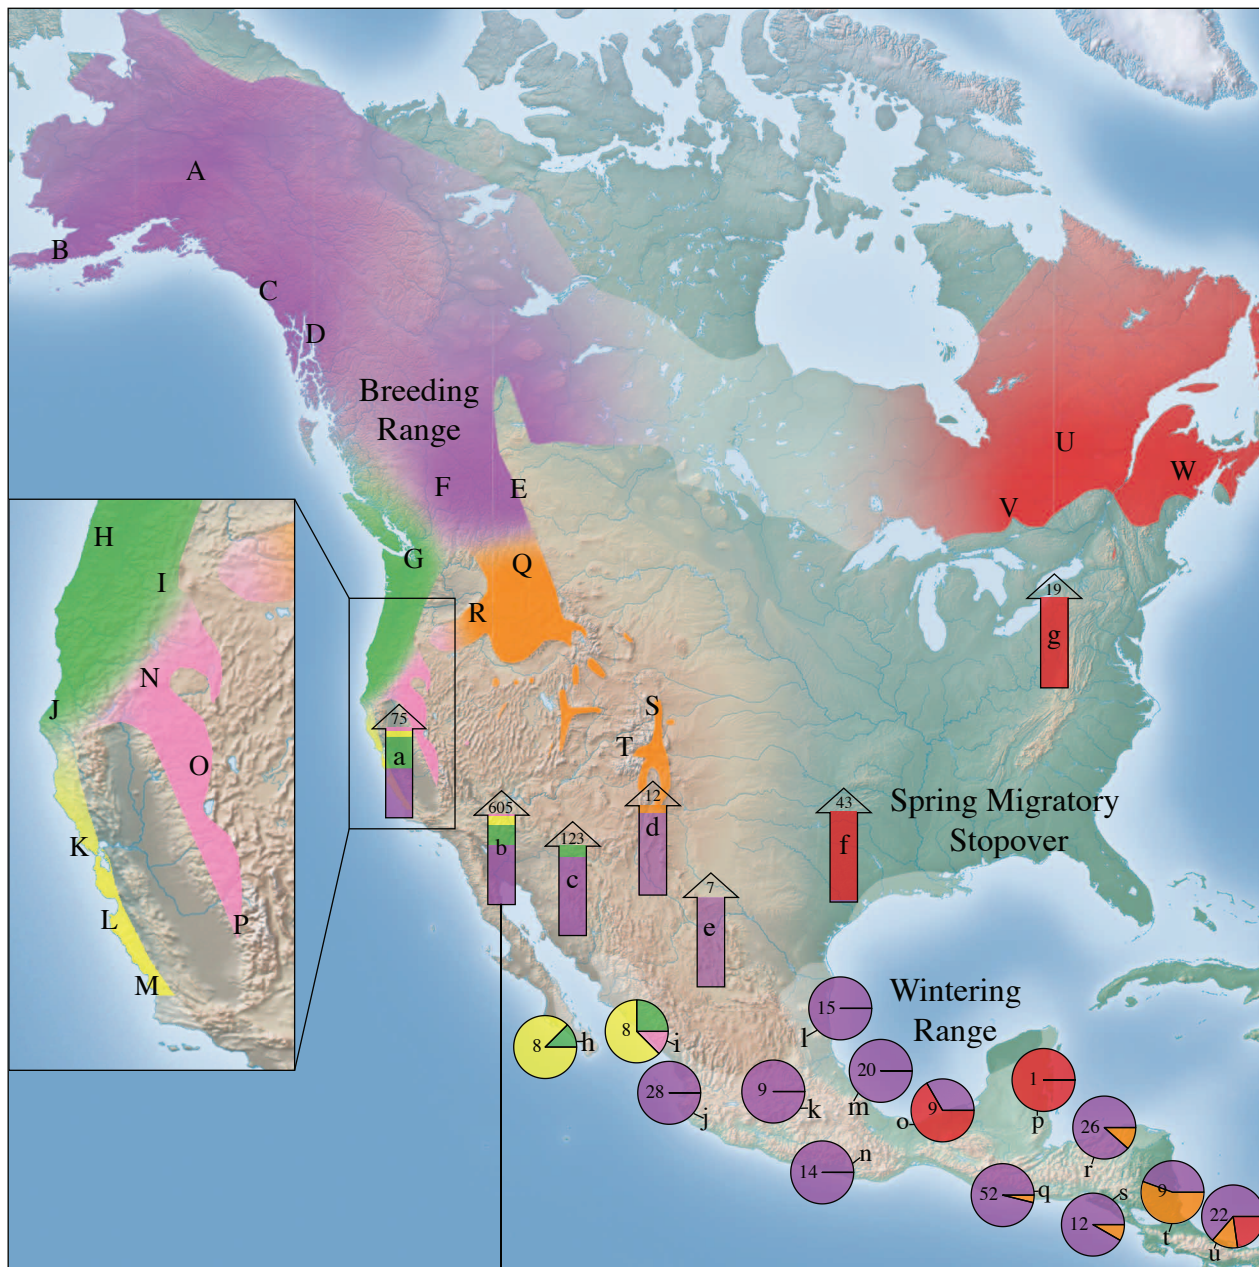 A
B
C
D
Breeding
Range
U
F
E
W
V
H
G
Q
I
19
R
g
N
J
S
75
O
T
a
12
43
Spring Migratory
605
d
f
Stopover
K
b
123
c
7
L
P
e
M
Wintering
Range
15
l
8
h
8
i
20
m
28
j
9
k
9
o
1
p
26
r
14
n
52
q
12
s
9
t
22
u